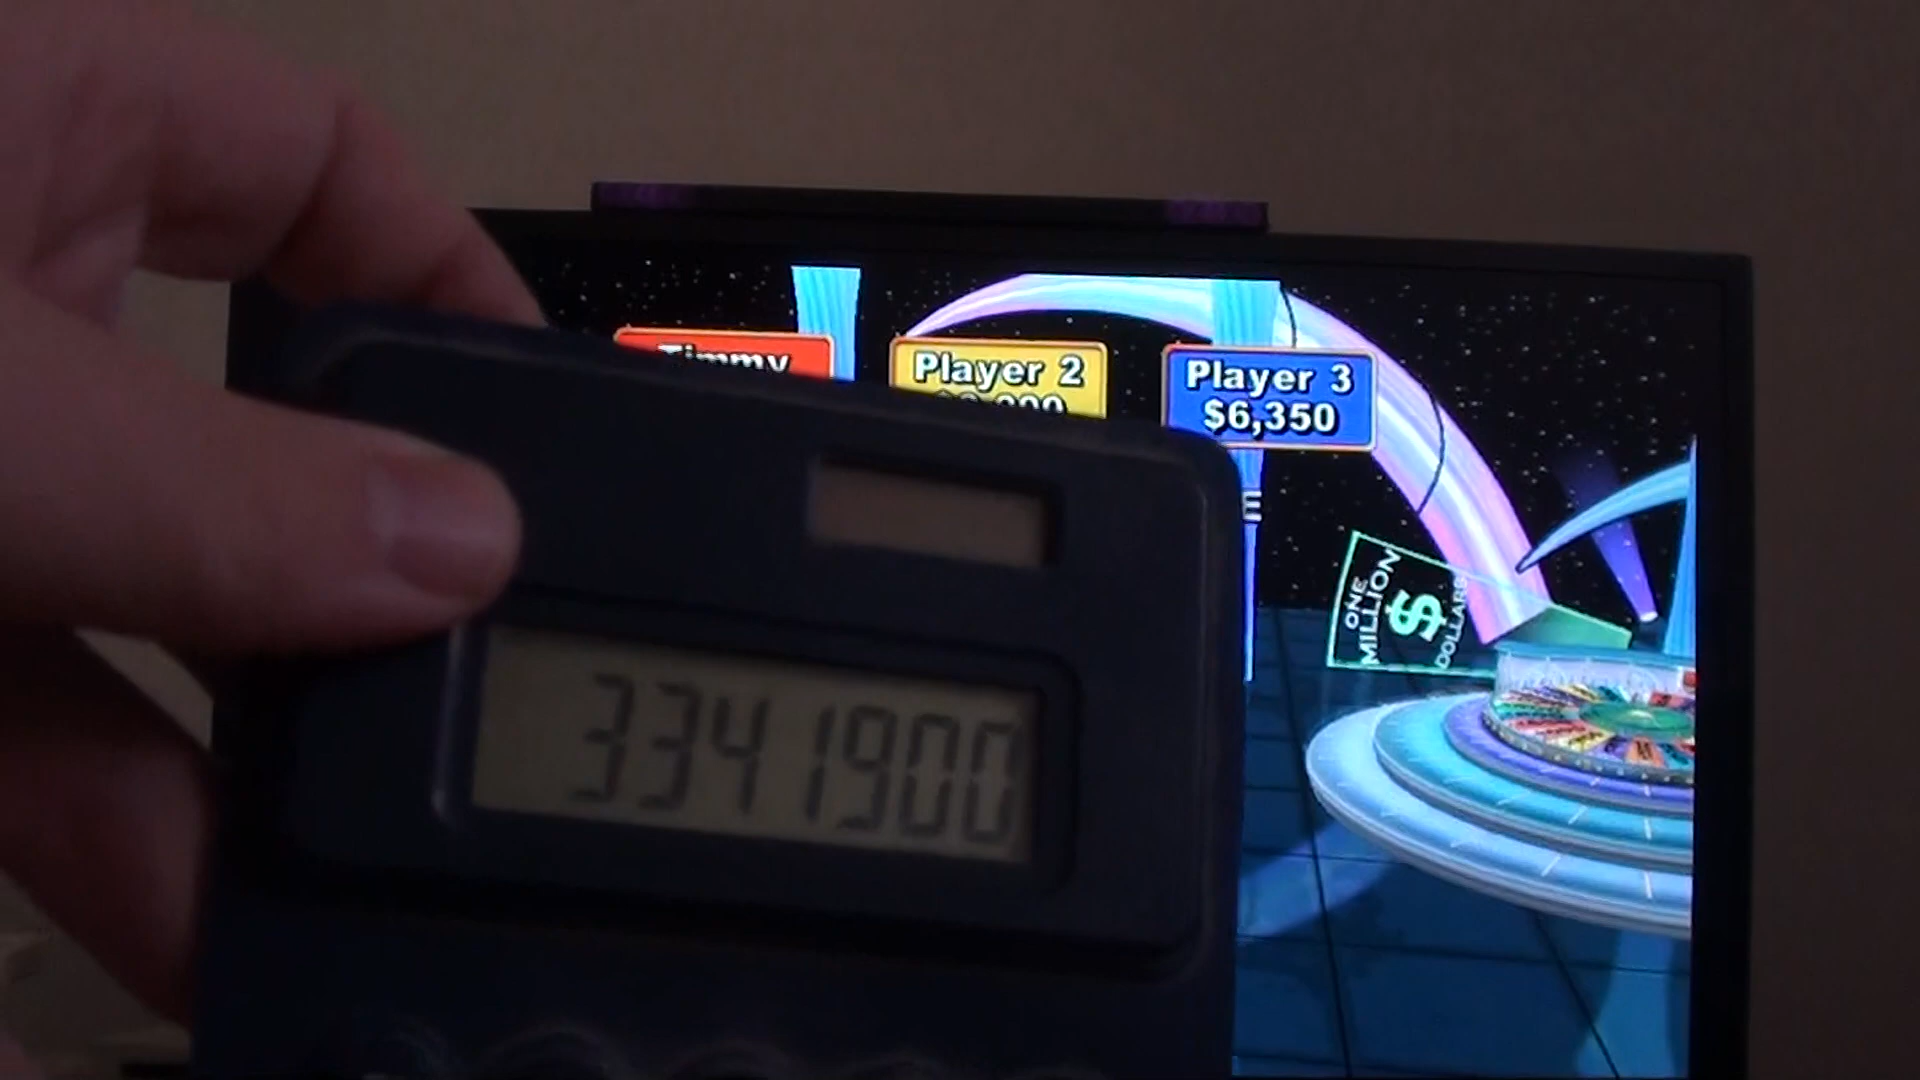 Timmy
Player 2
Player 3
$6,350
E
ONE
MILLION
$
DOLLARS
3341900